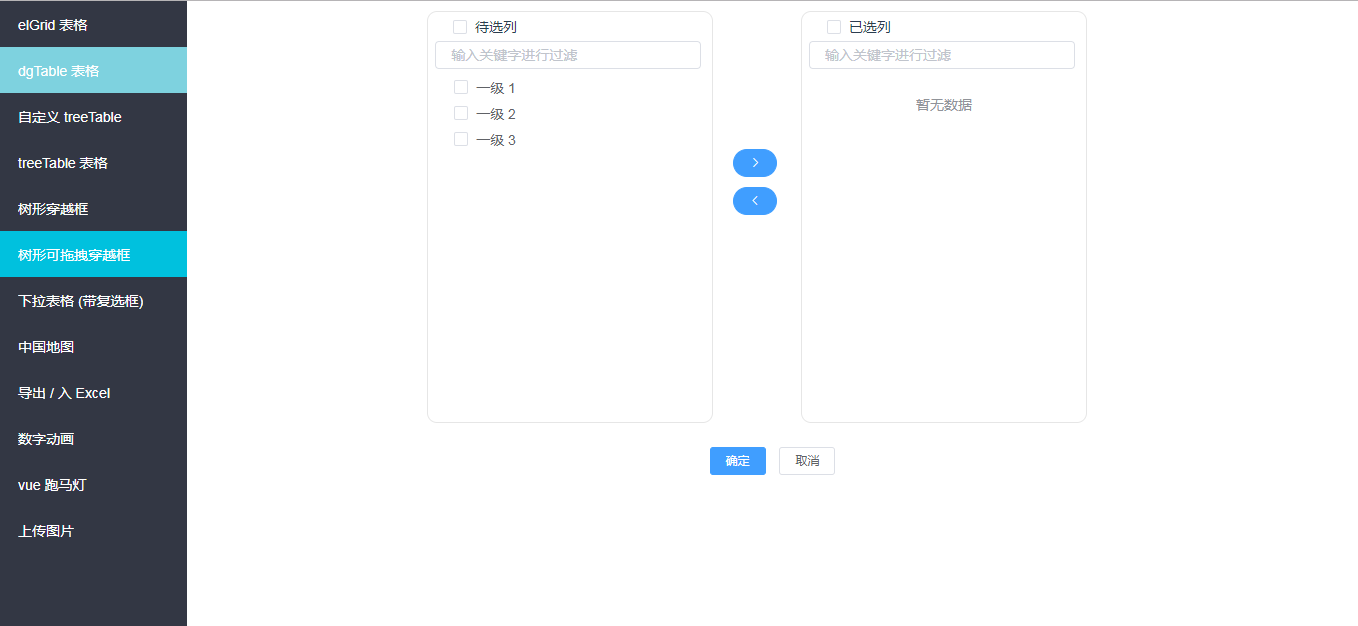 elGrid 表格
dgTable 表格
自定义 treeTable
treeTable 表格
树形穿越框
树形可拖拽穿越框
下拉表格 (带复选框)
中国地图
导出 / 入 Excel
数字动画
vue 跑马灯
上传图片
待选列
输入关键字进行过滤
一级 1
一级 2
一级 3
已选列
输入关键字进行过滤
暂无数据
确定
取消